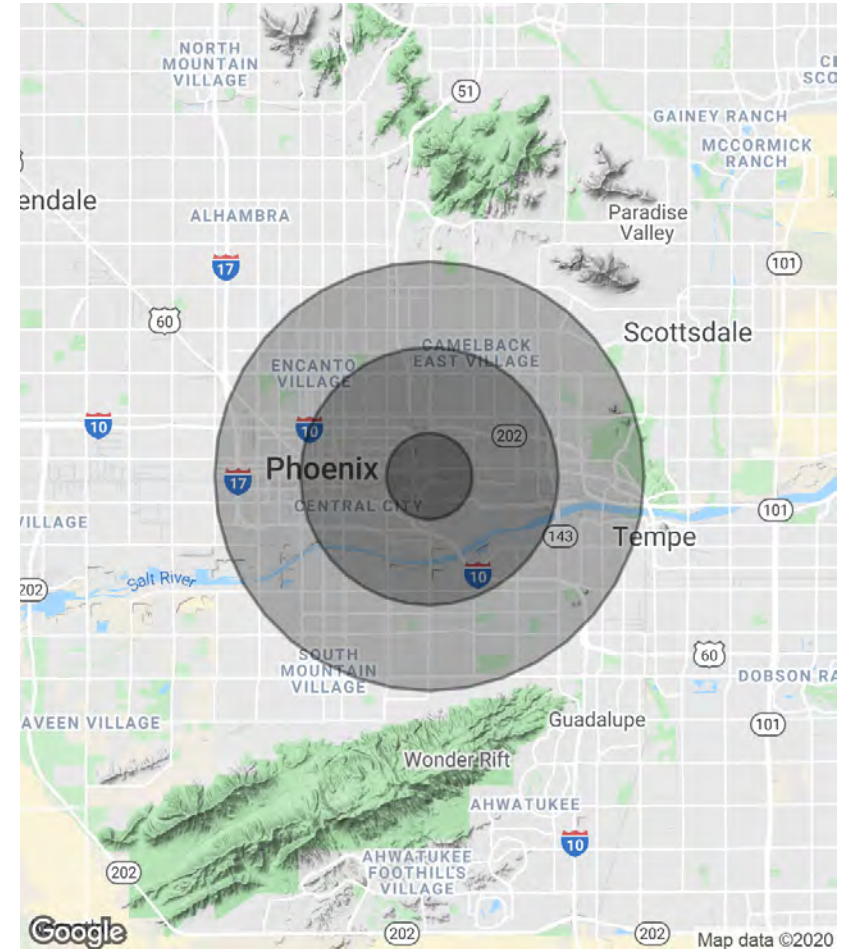 NORTH
MOUNTAIN
VILLAGE
51
GAINEY RANCH
MCCORMICK
RANCH
endale
ALHAMBRA
Paradise
Valley
17
101
60
Scottsdale
CAMELBACK
EAST VILLAGE
ENCANTO
VILLAGE
10
10
202
Phoenix
17
CENTRAL CITY
101
VILLAGE
143
Tempe
10
Salt River
202
SOUTH
MOUNTAIN
VILLAGE
60
DOBSON RA
AVEEN VILLAGE
Guadalupe
101
Wonder Rift
AHWATUKEE
10
AHWATUKEE
FOOTHILLS
VILLAGE
202
Google
202
202
Map data ©2020